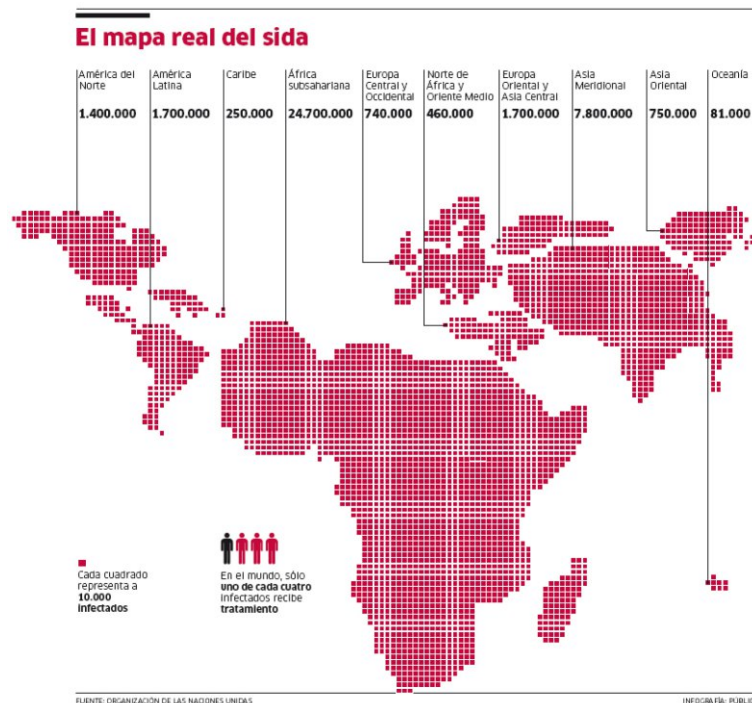 El mapa real del sida
América del
Norte
1.400.000
América
Latina
1.700.000
Caribe
250.000
África
subsahariana
24.700.000
Europa
Central y
Occidental
740.000
Norte de
África y
Oriente Medio
460.000
Europa
Oriental y
Asia Central
1.700.000
Asia
Meridional
7.800.000
Asia
Oriental
750.000
Oceanía
81.000
Cada cuadrado
representa a
10.000
infectados
En el mundo, sólo
uno de cada cuatro
infectados recibe
tratamiento
FUENTE: ORGANIZACIÓN DE LAS NACIONES UNIDAS
INFOGRAFÍA: PÚBLI